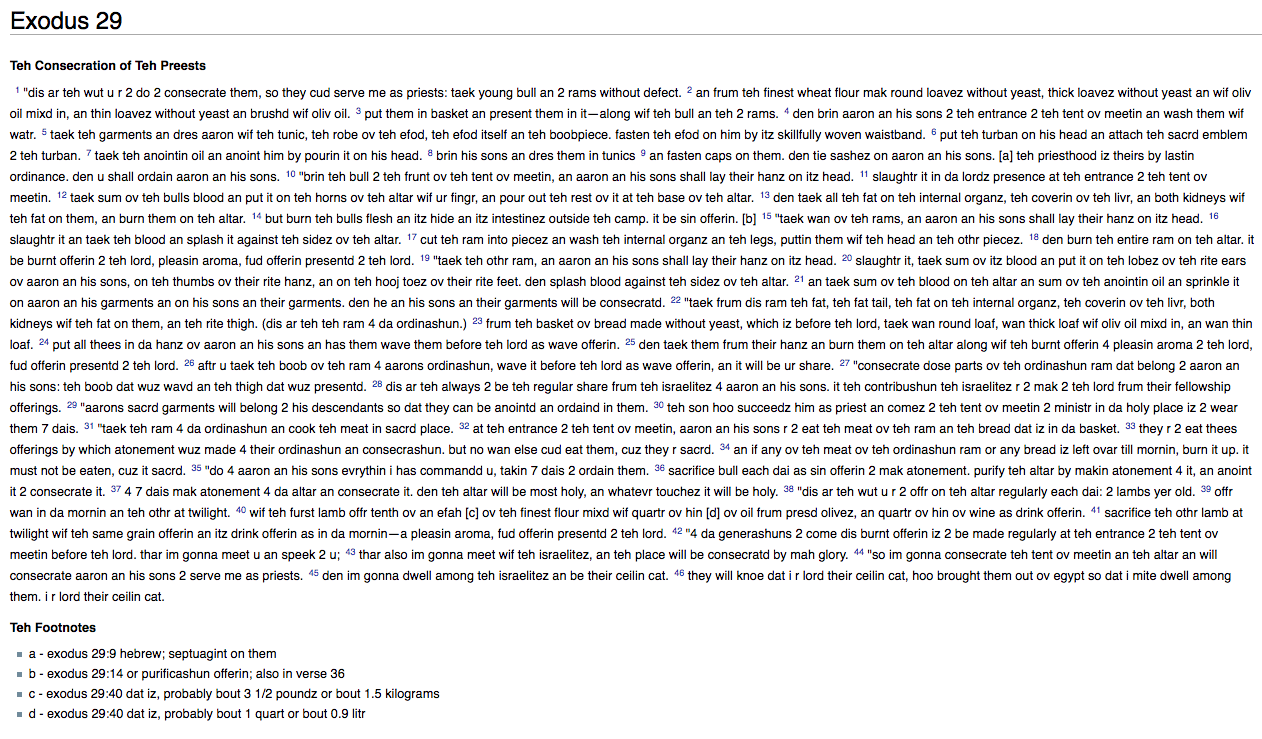 Exodus 29
Teh Consecration of Teh Preests
1 "dis ar teh wut u r 2 do 2 consecrate them, so they cud serve me as priests: taek young bull an 2 rams without defect. 2 an frum teh finest wheat flour mak round loavez without yeast, thick loavez without yeast an wif oliv
oil mixd in, an thin loavez without yeast an brushd wif oliv oil. 3 put them in basket an present them in it—along wif teh bull an teh 2 rams. 4 den brin aaron an his sons 2 teh entrance 2 teh tent ov meetin an wash them wif
watr. 5 taek teh garments an dres aaron wif teh tunic, teh robe ov teh efod, teh efod itself an teh boobpiece. fasten teh efod on him by itz skillfully woven waistband. 6 put teh turban on his head an attach teh sacrd emblem
2 teh turban. 7 taek teh anointin oil an anoint him by pourin it on his head. 8 brin his sons an dres them in tunics 9 an fasten caps on them. den tie sashez on aaron an his sons. [a] teh priesthood iz theirs by lastin
ordinance. den u shall ordain aaron an his sons. 10 "brin teh bull 2 teh frunt ov teh tent ov meetin, an aaron an his sons shall lay their hanz on itz head. 11 slaughtr it in da lordz presence at teh entrance 2 teh tent ov
meetin. 12 taek sum ov teh bulls blood an put it on teh horns ov teh altar wif ur fingr, an pour out teh rest ov it at teh base ov teh altar. 13 den taek all teh fat on teh internal organz, teh coverin ov teh livr, an both kidneys wif
teh fat on them, an burn them on teh altar. 14 but burn teh bulls flesh an itz hide an itz intestinez outside teh camp. it be sin offerin. [b] 15 "taek wan ov teh rams, an aaron an his sons shall lay their hanz on itz head. 16
slaughtr it an taek teh blood an splash it against teh sidez ov teh altar. 17 cut teh ram into piecez an wash teh internal organz an teh legs, puttin them wif teh head an teh othr piecez. 18 den burn teh entire ram on teh altar. it
be burnt offerin 2 teh lord, pleasin aroma, fud offerin presentd 2 teh lord. 19 "taek teh othr ram, an aaron an his sons shall lay their hanz on itz head. 20 slaughtr it, taek sum ov itz blood an put it on teh lobez ov teh rite ears
ov aaron an his sons, on teh thumbs ov their rite hanz, an on teh hooj toez ov their rite feet. den splash blood against teh sidez ov teh altar. 21 an taek sum ov teh blood on teh altar an sum ov teh anointin oil an sprinkle it
on aaron an his garments an on his sons an their garments. den he an his sons an their garments will be consecratd. 22 "taek frum dis ram teh fat, teh fat tail, teh fat on teh internal organz, teh coverin ov teh livr, both
kidneys wif teh fat on them, an teh rite thigh. (dis ar teh teh ram 4 da ordinashun.) 23 frum teh basket ov bread made without yeast, which iz before teh lord, taek wan round loaf, wan thick loaf wif oliv oil mixd in, an wan thin
loaf. 24 put all thees in da hanz ov aaron an his sons an has them wave them before teh lord as wave offerin. 25 den taek them frum their hanz an burn them on teh altar along wif teh burnt offerin 4 pleasin aroma 2 teh lord,
fud offerin presentd 2 teh lord. 26 aftr u taek teh boob ov teh ram 4 aarons ordinashun, wave it before teh lord as wave offerin, an it will be ur share. 27 "consecrate dose parts ov teh ordinashun ram dat belong 2 aaron an
his sons: teh boob dat wuz wavd an teh thigh dat wuz presentd. 28 dis ar teh always 2 be teh regular share frum teh israelitez 4 aaron an his sons. it teh contribushun teh israelitez r 2 mak 2 teh lord frum their fellowship
offerings. 29 "aarons sacrd garments will belong 2 his descendants so dat they can be anointd an ordaind in them. 30 teh son hoo succeedz him as priest an comez 2 teh tent ov meetin 2 ministr in da holy place iz 2 wear
them 7 dais. 31 "taek teh ram 4 da ordinashun an cook teh meat in sacrd place. 32 at teh entrance 2 teh tent ov meetin, aaron an his sons r 2 eat teh meat ov teh ram an teh bread dat iz in da basket. 33 they r 2 eat thees
offerings by which atonement wuz made 4 their ordinashun an consecrashun. but no wan else cud eat them, cuz they r sacrd. 34 an if any ov teh meat ov teh ordinashun ram or any bread iz left ovar till mornin, burn it up. it
must not be eaten, cuz it sacrd. 35 "do 4 aaron an his sons evrythin i has commandd u, takin 7 dais 2 ordain them. 36 sacrifice bull each dai as sin offerin 2 mak atonement. purify teh altar by makin atonement 4 it, an anoint
it 2 consecrate it. 37 4 7 dais mak atonement 4 da altar an consecrate it. den teh altar will be most holy, an whatevr touchez it will be holy. 38 "dis ar teh wut u r 2 offr on teh altar regularly each dai: 2 lambs yer old. 39 offr
wan in da mornin an teh othr at twilight. 40 wif teh furst lamb offr tenth ov an efah [c] ov teh finest flour mixd wif quartr ov hin [d] ov oil frum presd olivez, an quartr ov hin ov wine as drink offerin. 41 sacrifice teh othr lamb at
twilight wif teh same grain offerin an itz drink offerin as in da mornin—a pleasin aroma, fud offerin presentd 2 teh lord. 42 "4 da generashuns 2 come dis burnt offerin iz 2 be made regularly at teh entrance 2 teh tent ov
meetin before teh lord. thar im gonna meet u an speek 2 u; 43 thar also im gonna meet wif teh israelitez, an teh place will be consecratd by mah glory. 44 "so im gonna consecrate teh tent ov meetin an teh altar an will
consecrate aaron an his sons 2 serve me as priests. 45 den im gonna dwell among teh israelitez an be their ceilin cat. 46 they will knoe dat i r lord their ceilin cat, hoo brought them out ov egypt so dat i mite dwell among
them. i r lord their ceilin cat.
Teh Footnotes
a - exodus 29:9 hebrew; septuagint on them
b - exodus 29:14 or purificashun offerin; also in verse 36
c - exodus 29:40 dat iz, probably bout 3 1/2 poundz or bout 1.5 kilograms
d - exodus 29:40 dat iz, probably bout 1 quart or bout 0.9 litr